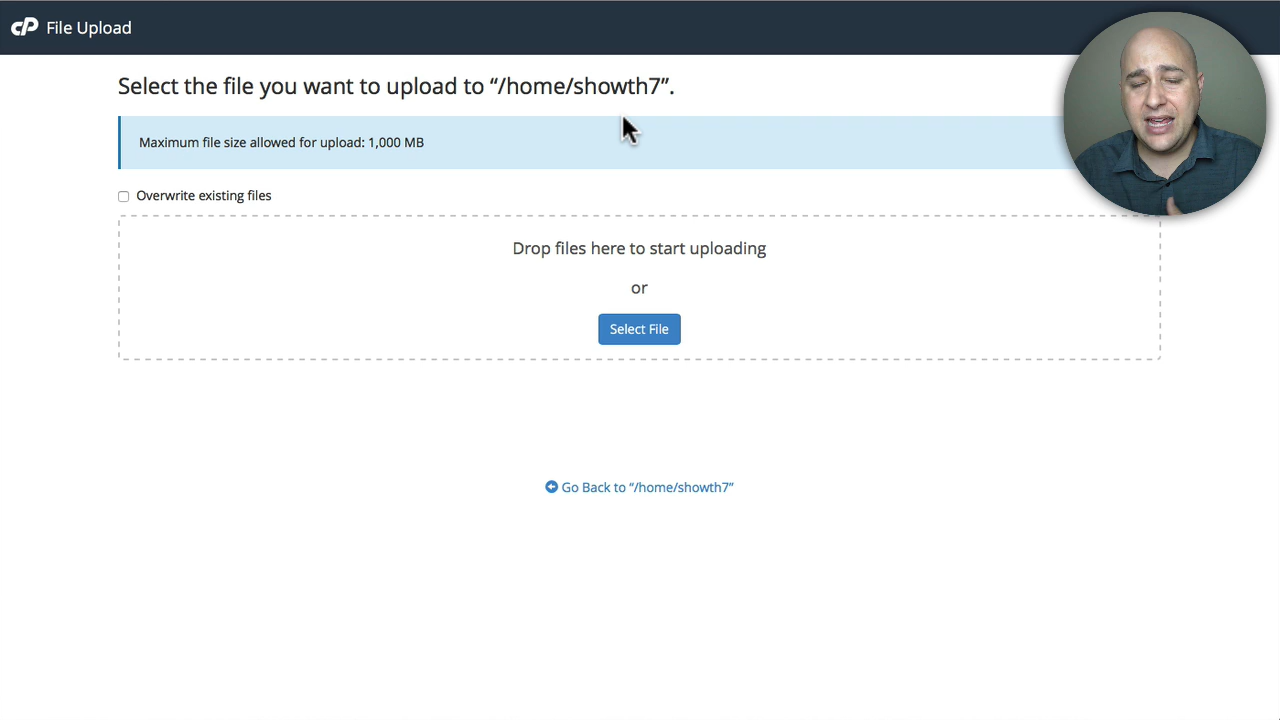 cP File Upload
Select the file you want to upload to “/home/showth7”.
Maximum file size allowed for upload: 1,000 MB
Overwrite existing files
Drop files here to start uploading
or
Select File
Go Back to “/home/showth7”